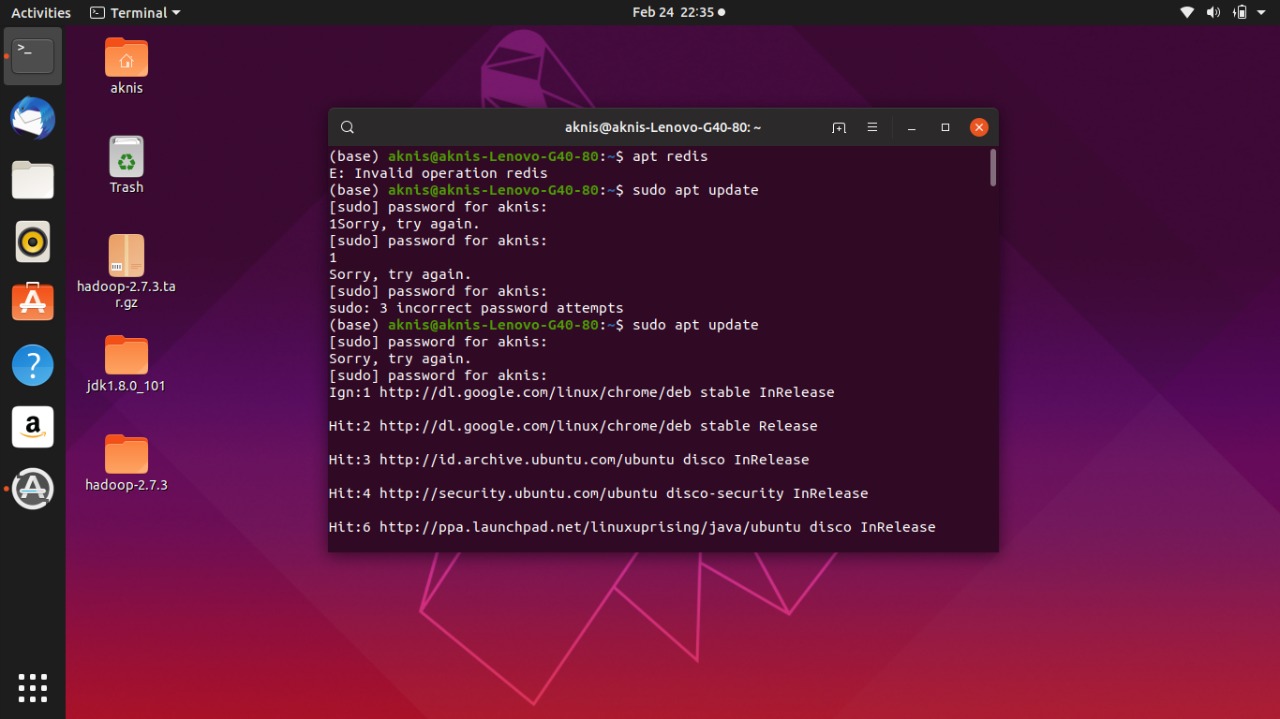 Activities Terminal Feb 24 22:35
aknis
Trash
hadoop-2.7.3.ta
r.gz
jdk1.8.0_101
hadoop-2.7.3
aknis@aknis-Lenovo-G40-80: ~
(base) aknis@aknis-Lenovo-G40-80:~$ apt redis
E: Invalid operation redis
(base) aknis@aknis-Lenovo-G40-80:~$ sudo apt update
[sudo] password for aknis:
1Sorry, try again.
[sudo] password for aknis:
1
Sorry, try again.
[sudo] password for aknis:
sudo: 3 incorrect password attempts
(base) aknis@aknis-Lenovo-G40-80:~$ sudo apt update
[sudo] password for aknis:
Sorry, try again.
[sudo] password for aknis:
Ign:1 http://dl.google.com/linux/chrome/deb stable InRelease
Hit:2 http://dl.google.com/linux/chrome/deb stable Release
Hit:3 http://id.archive.ubuntu.com/ubuntu disco InRelease
Hit:4 http://security.ubuntu.com/ubuntu disco-security InRelease
Hit:6 http://ppa.launchpad.net/linuxuprising/java/ubuntu disco InRelease